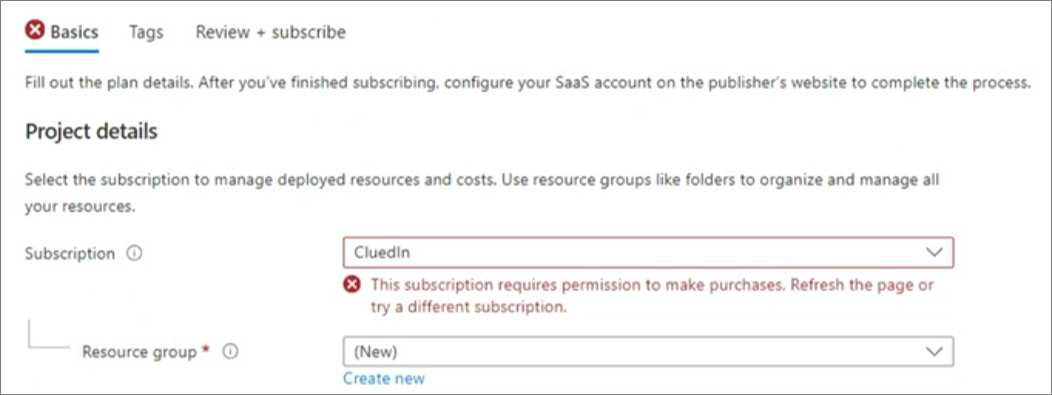 Basics Tags Review + subscribe
Fill out the plan details. After you've finished subscribing, configure your SaaS account on the publisher's website to complete the process.
Project details
Select the subscription to manage deployed resources and costs. Use resource groups like folders to organize and manage all
your resources.
Subscription CluedIn
This subscription requires permission to make purchases. Refresh the page or
try a different subscription.
Resource group * (New)
Create new